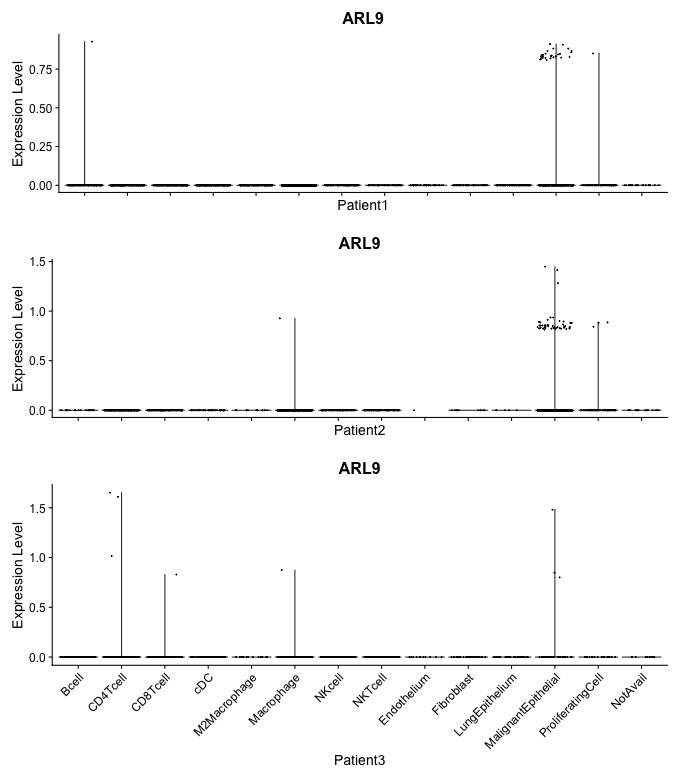 ARL9
Expression Level
0.75
0.50
0.25
0.00
Patient1
ARL9
Expression Level
1.5
1.0
0.5
0.0
Patient2
ARL9
Expression Level
1.5
1.0
0.5
0.0
Bcell
CD4Tcell
CD8Tcell
cDC
M2Macrophage
Macrophage
NKcell
NKTcell
Endothelium
Fibroblast
LungEpithelium
MalignantEpithelial
ProliferatingCell
NotAvail
Patient3